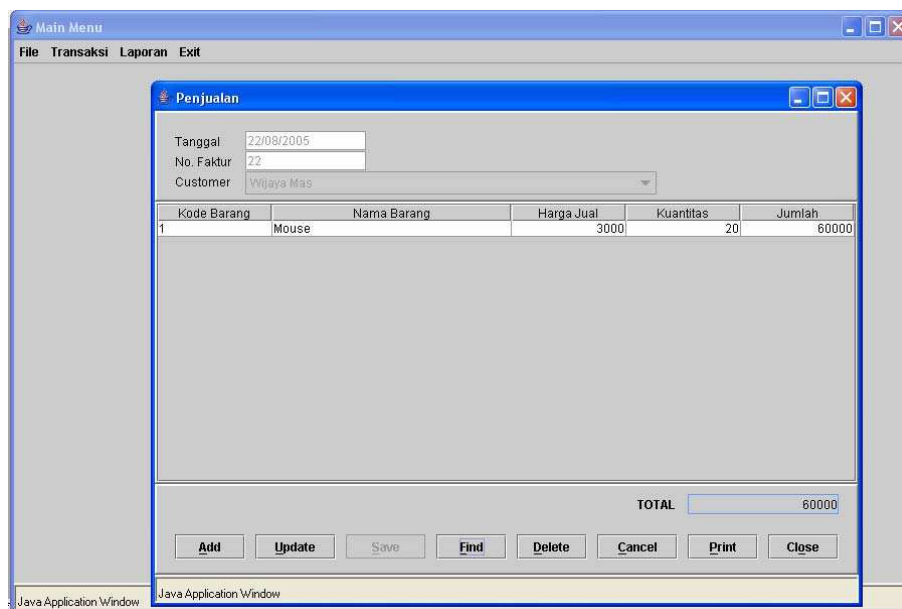 Main Menu
File Transaksi Laporan Exit
Penjualan
Tanggal 22/08/2005
No. Faktur 22
Customer Wijaya Mas
Kode Barang Nama Barang Harga Jual Kuantitas Jumlah
1 Mouse 3000 20 60000
TOTAL 60000
Add Update Save Find Delete Cancel Print Close
Java Application Window
Java Application Window